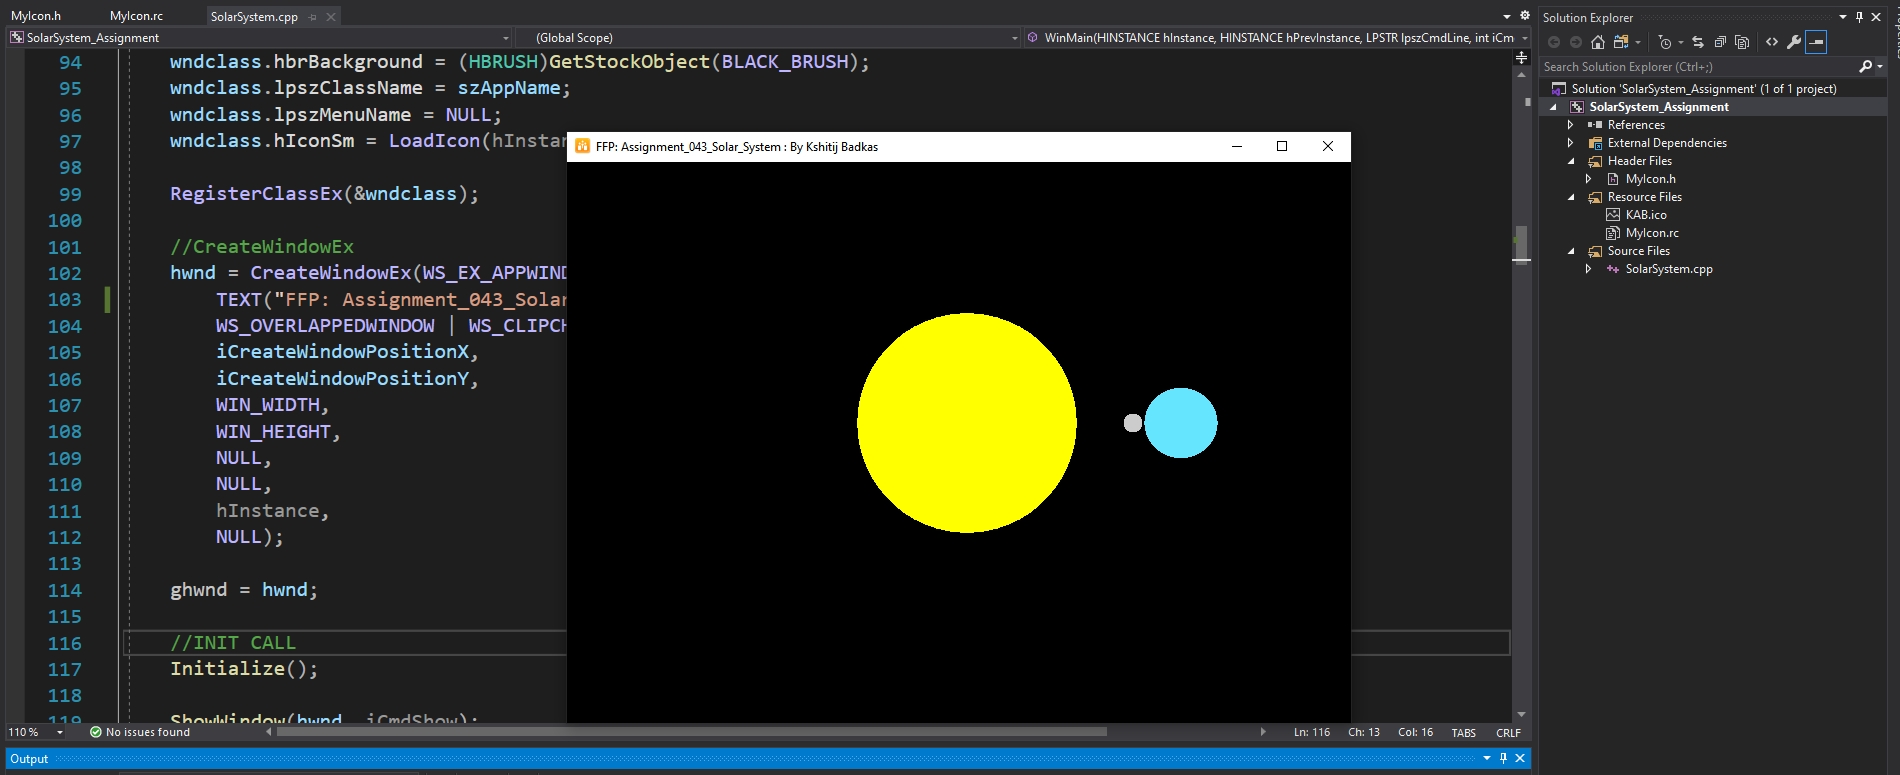 MyIcon.h MyIcon.rc SolarSystem.cpp
SolarSystem_Assignment (Global Scope) WinMain(HINSTANCE hInstance, HINSTANCE hPrevInstance, LPSTR lpszCmdLine, int iCm
94 wndclass.hbrBackground = (HBRUSH)GetStockObject(BLACK_BRUSH);
95 wndclass.lpszClassName = szAppName;
96 wndclass.lpszMenuName = NULL;
97 wndclass.hIconSm = LoadIcon(hInstan
98
99 RegisterClassEx(&wndclass);
100
101 //CreateWindowEx
102 hwnd = CreateWindowEx(WS_EX_APPWIND
103 TEXT("FFP: Assignment_043_Solar
104 WS_OVERLAPPEDWINDOW | WS_CLIPCH
105 iCreateWindowPositionX,
106 iCreateWindowPositionY,
107 WIN_WIDTH,
108 WIN_HEIGHT,
109 NULL,
110 NULL,
111 hInstance,
112 NULL);
113
114 ghwnd = hwnd;
115
116 //INIT CALL
117 Initialize();
118
119 ShowWindow(hwnd, iCmdShow);
FFP: Assignment_043_Solar_System : By Kshitij Badkas
110 % No issues found Ln: 116 Ch: 13 Col: 16 TABS CRLF
Output
Solution Explorer
Search Solution Explorer (Ctrl+;)
Solution 'SolarSystem_Assignment' (1 of 1 project)
SolarSystem_Assignment
References
External Dependencies
Header Files
MyIcon.h
Resource Files
KAB.ico
MyIcon.rc
Source Files
SolarSystem.cpp